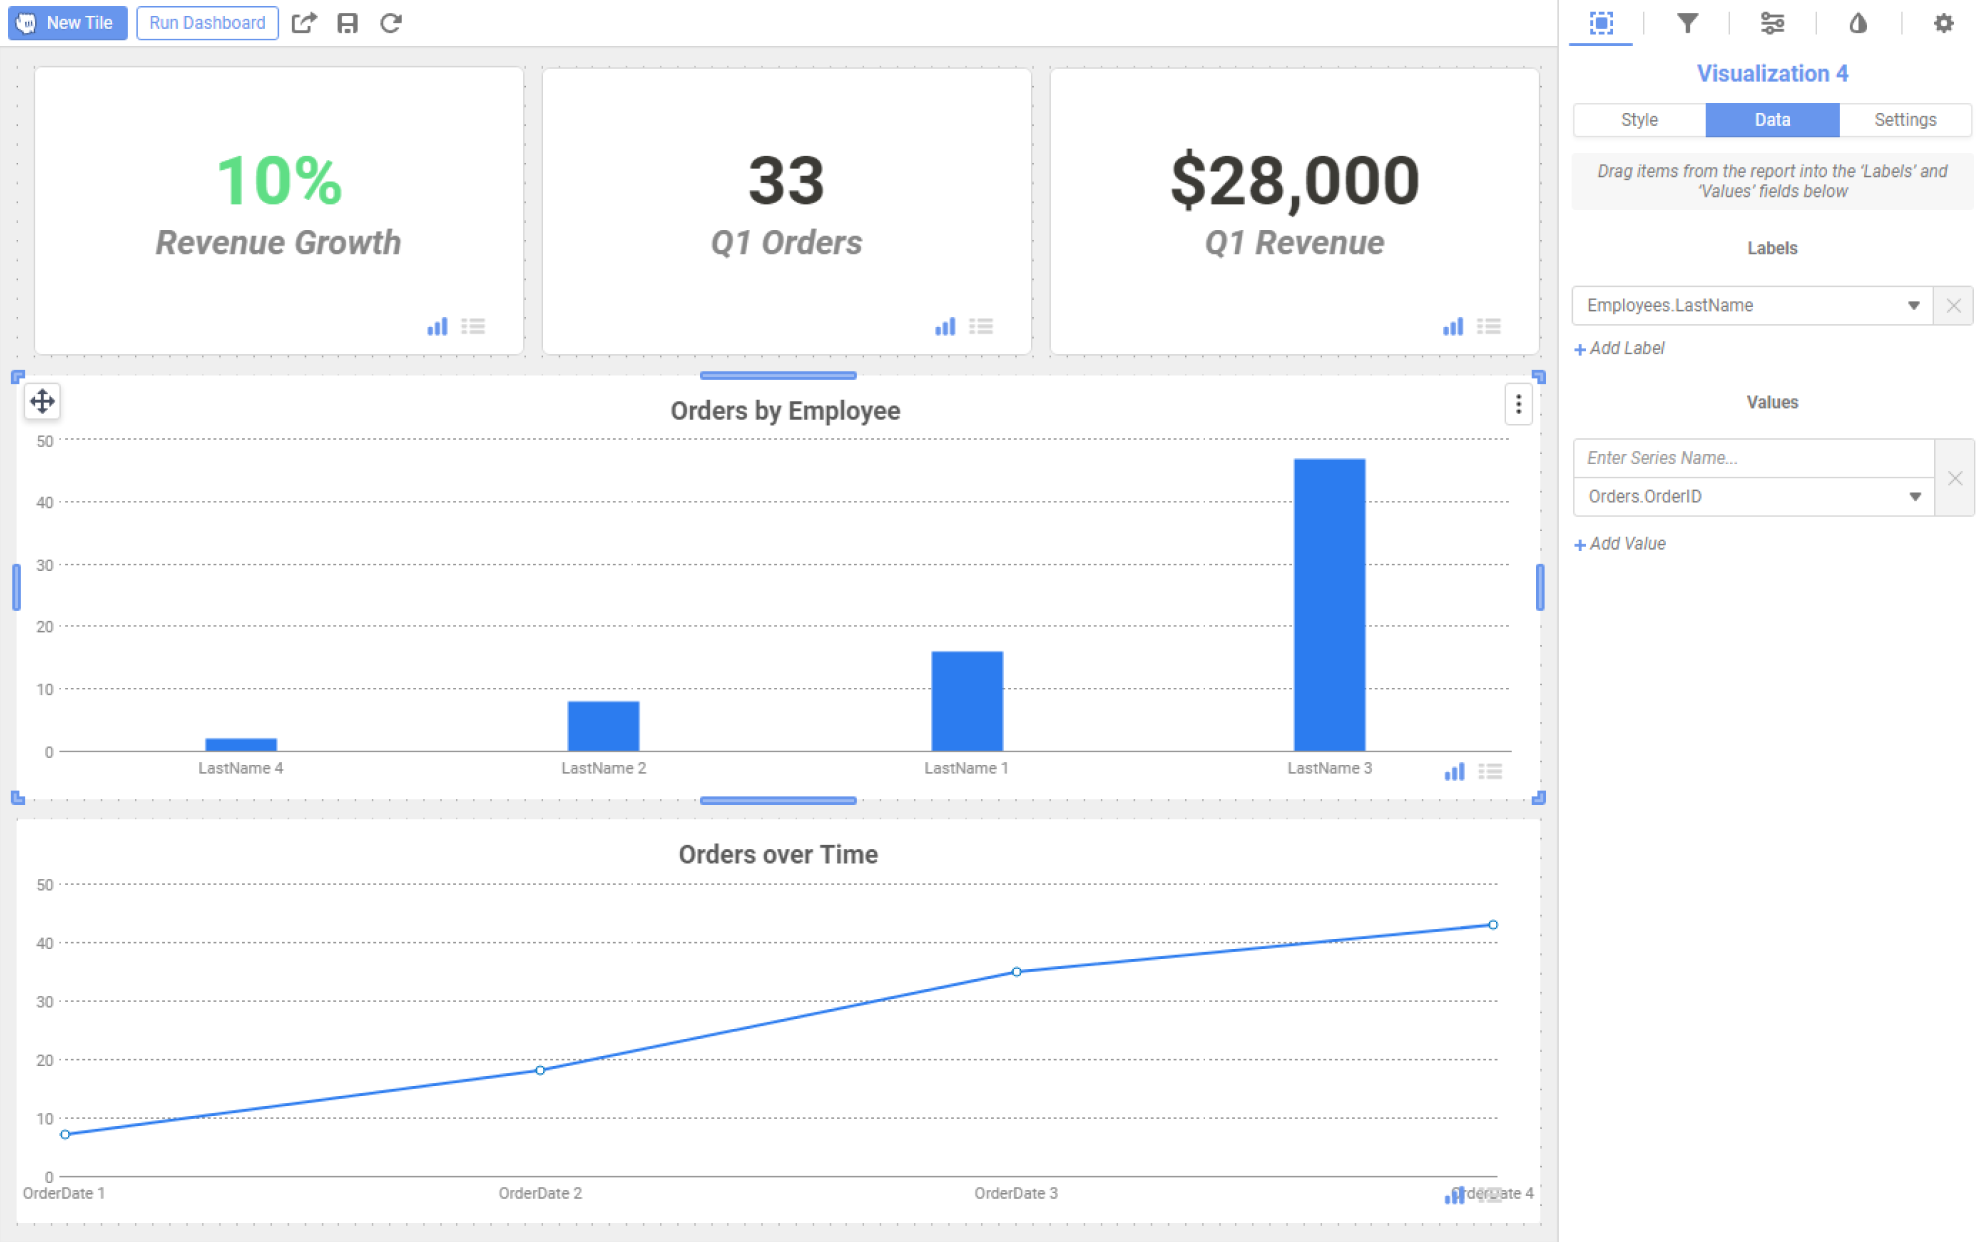 New Tile
Run Dashboard
10%
Revenue Growth
33
Q1 Orders
$28,000
Q1 Revenue
Orders by Employee
50
40
30
20
10
0
LastName 4
LastName 2
LastName 1
LastName 3
Orders over Time
50
40
30
20
10
0
OrderDate 1
OrderDate 2
OrderDate 3
OrderDate 4
Visualization 4
Style
Data
Settings
Drag items from the report into the ‘Labels’ and
‘Values’ fields below
Labels
Employees.LastName
+ Add Label
Values
Enter Series Name...
Orders.OrderID
+ Add Value